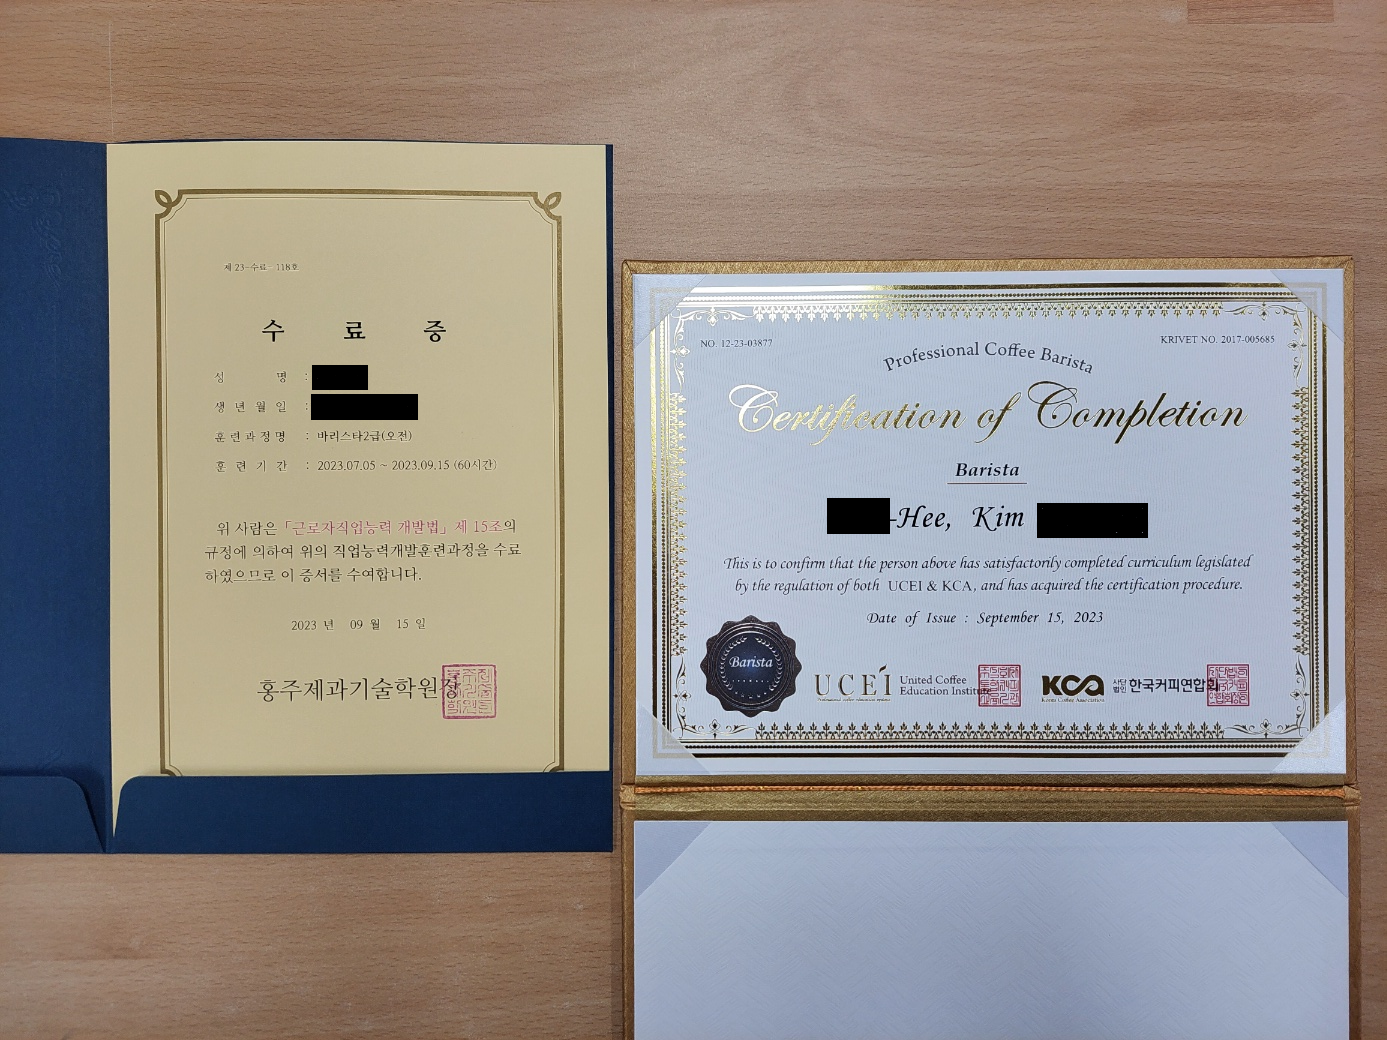 제 23-수료- 118호
수 료 증
성 명 :
생 년 월 일 :
훈련과정명 : 바리스타2급(오전)
훈 련 기 간 : 2023.07.05 ~ 2023.09.15 (60시간)
위 사람은 「근로자직업능력 개발법」 제 15조의
규정에 의하여 위의 직업능력개발훈련과정을 수료
하였으므로 이 증서를 수여합니다.
2023 년 09 월 15 일
홍주제과기술학원장
NO. 12-23-03877
KRIVET NO. 2017-005685
Professional Coffee Barista
Certification of Completion
Barista
-Hee, Kim
This is to confirm that the person above has satisfactorily completed curriculum legislated
by the regulation of both UCEI & KCA, and has acquired the certification procedure.
Date of Issue : September 15, 2023
Barista
UCEI
United Coffee
Education Institute
Professional coffee education system
KCA
Korea Coffee Association
사단
법인 한국커피연합회